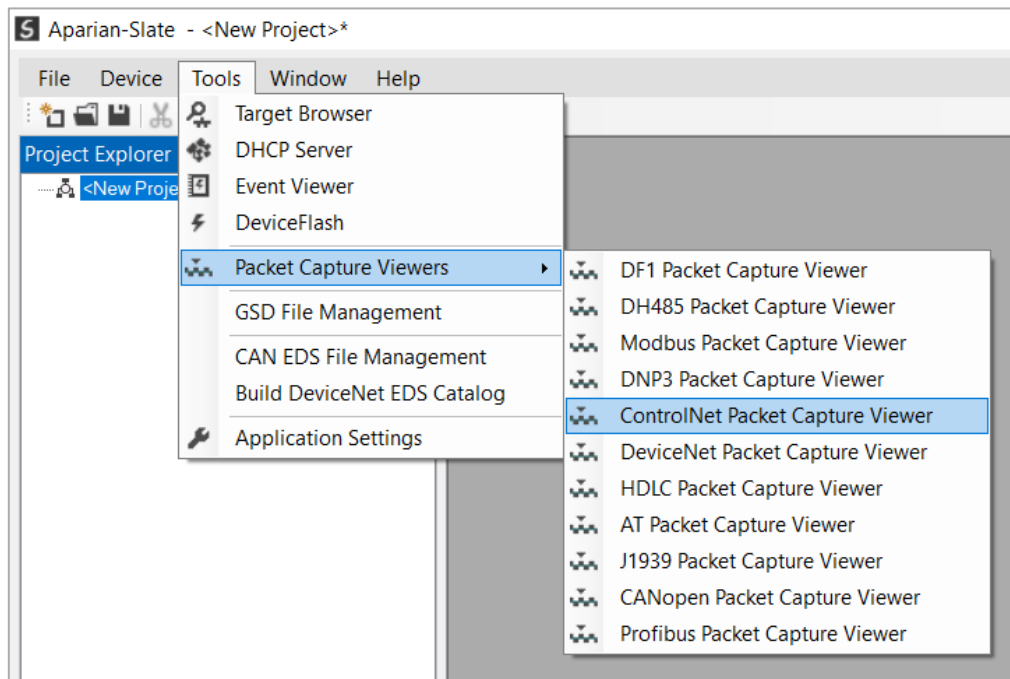 S Aparian-Slate - <New Project>*
File Device Tools Window Help
Project Explorer
<New Proje
Target Browser
DHCP Server
Event Viewer
DeviceFlash
Packet Capture Viewers
GSD File Management
CAN EDS File Management
Build DeviceNet EDS Catalog
Application Settings
DF1 Packet Capture Viewer
DH485 Packet Capture Viewer
Modbus Packet Capture Viewer
DNP3 Packet Capture Viewer
ControlNet Packet Capture Viewer
DeviceNet Packet Capture Viewer
HDLC Packet Capture Viewer
AT Packet Capture Viewer
J1939 Packet Capture Viewer
CANopen Packet Capture Viewer
Profibus Packet Capture Viewer